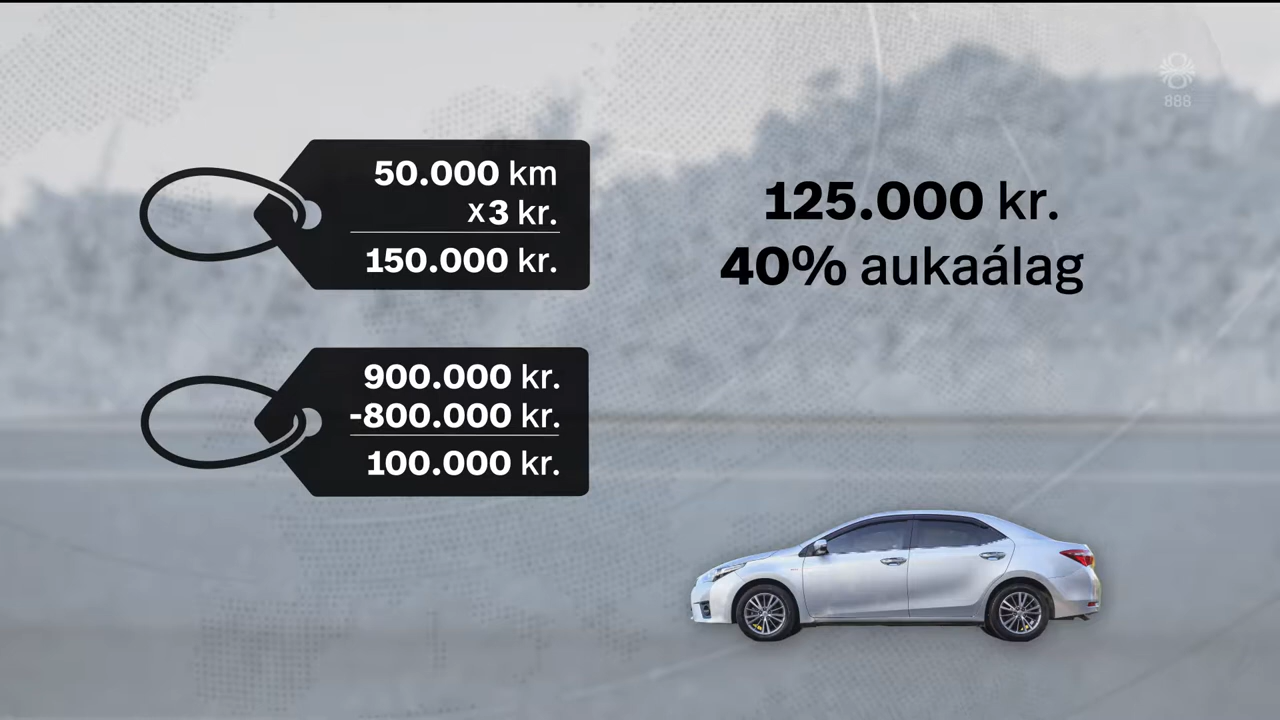 50.000 km
x3 kr.
150.000 kr.
125.000 kr.
40% aukaálag
900.000 kr.
-800.000 kr.
100.000 kr.
888